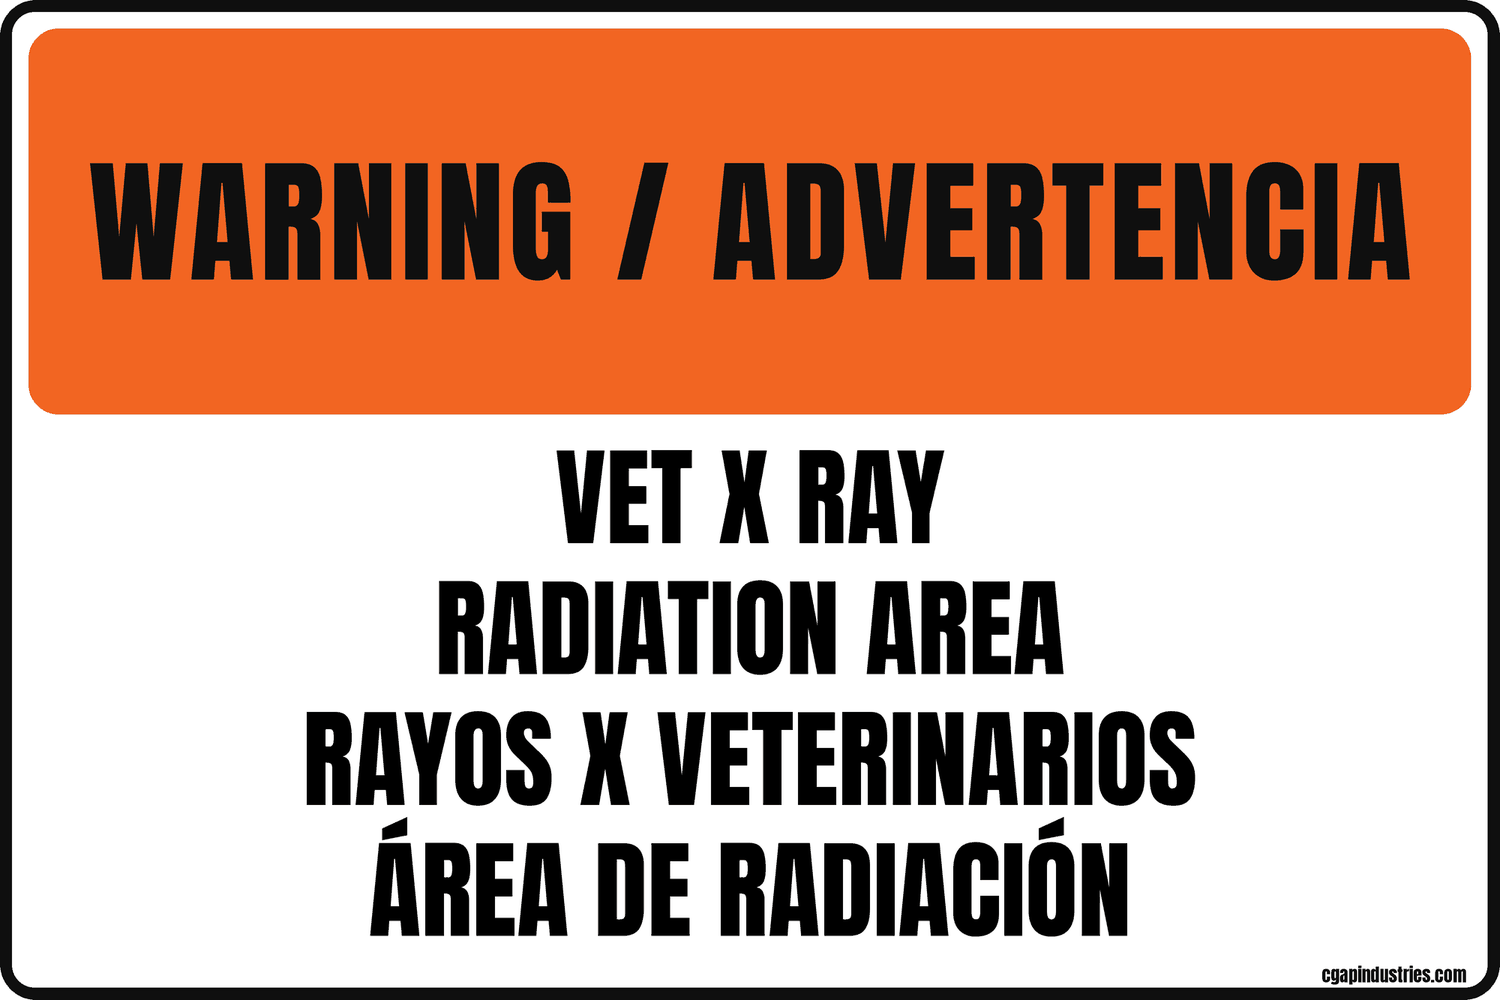 WARNING / ADVERTENCIA
VET X RAY
RADIATION AREA
RAYOS X VETERINARIOS
ÁREA DE RADIACIÓN
cgapindustries.com